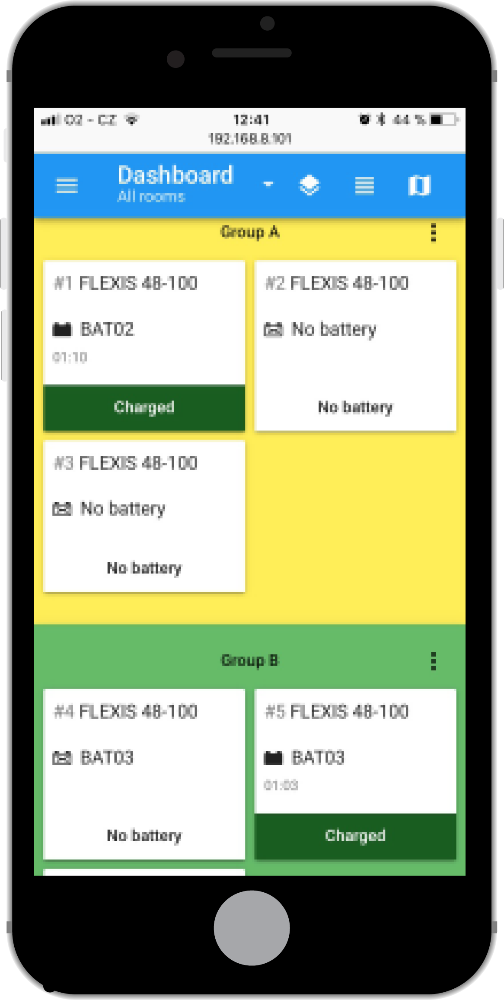 O2 - CZ 12:41 44 %
192.168.8.101
Dashboard
All rooms
Group A
#1 FLEXIS 48-100
BAT02
01:10
Charged
#2 FLEXIS 48-100
No battery
No battery
#3 FLEXIS 48-100
No battery
No battery
Group B
#4 FLEXIS 48-100
BAT03
No battery
#5 FLEXIS 48-100
BAT03
01:03
Charged